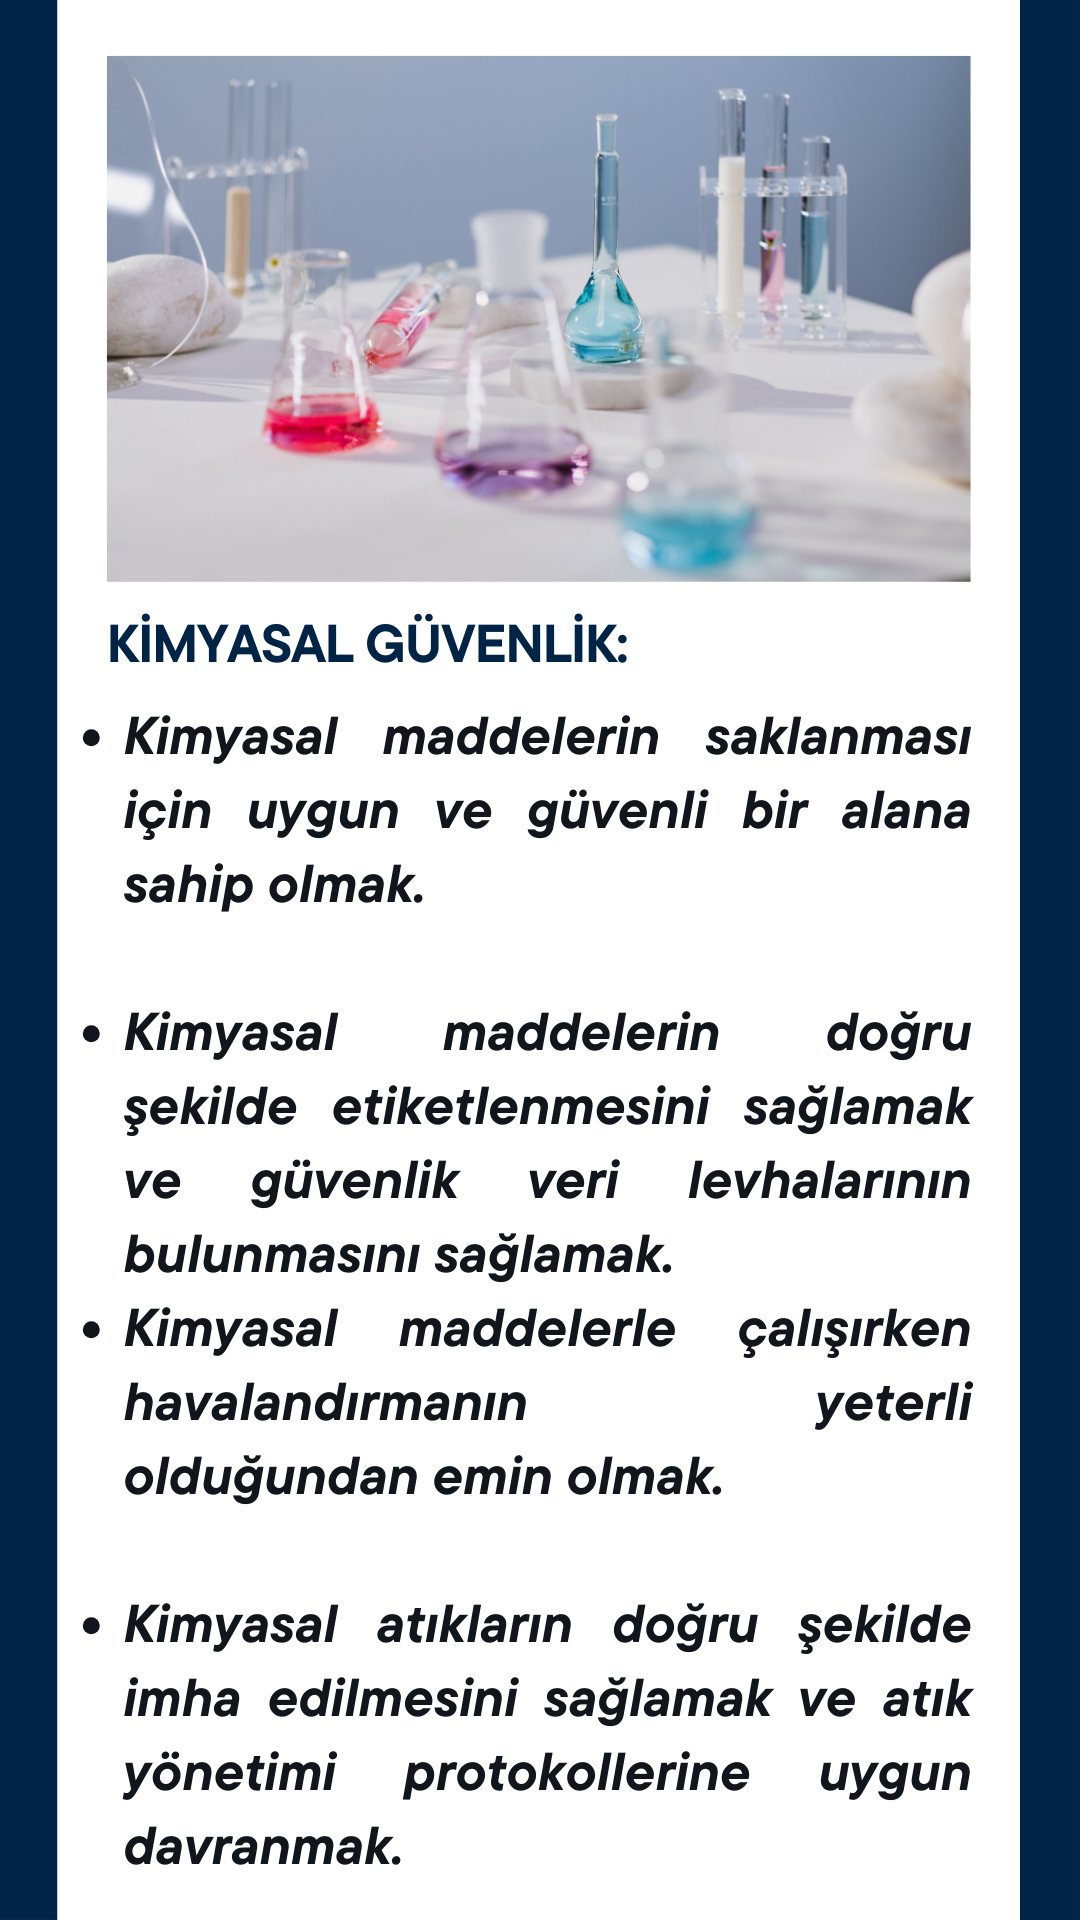 KİMYASAL GÜVENLİK:
• Kimyasal maddelerin saklanması
için uygun ve güvenli bir alana
sahip olmak.
• Kimyasal maddelerin doğru
şekilde etiketlenmesini sağlamak
ve güvenlik veri levhalarının
bulunmasını sağlamak.
• Kimyasal maddelerle çalışırken
havalandırmanın yeterli
olduğundan emin olmak.
• Kimyasal atıkların doğru şekilde
imha edilmesini sağlamak ve atık
yönetimi protokollerine uygun
davranmak.